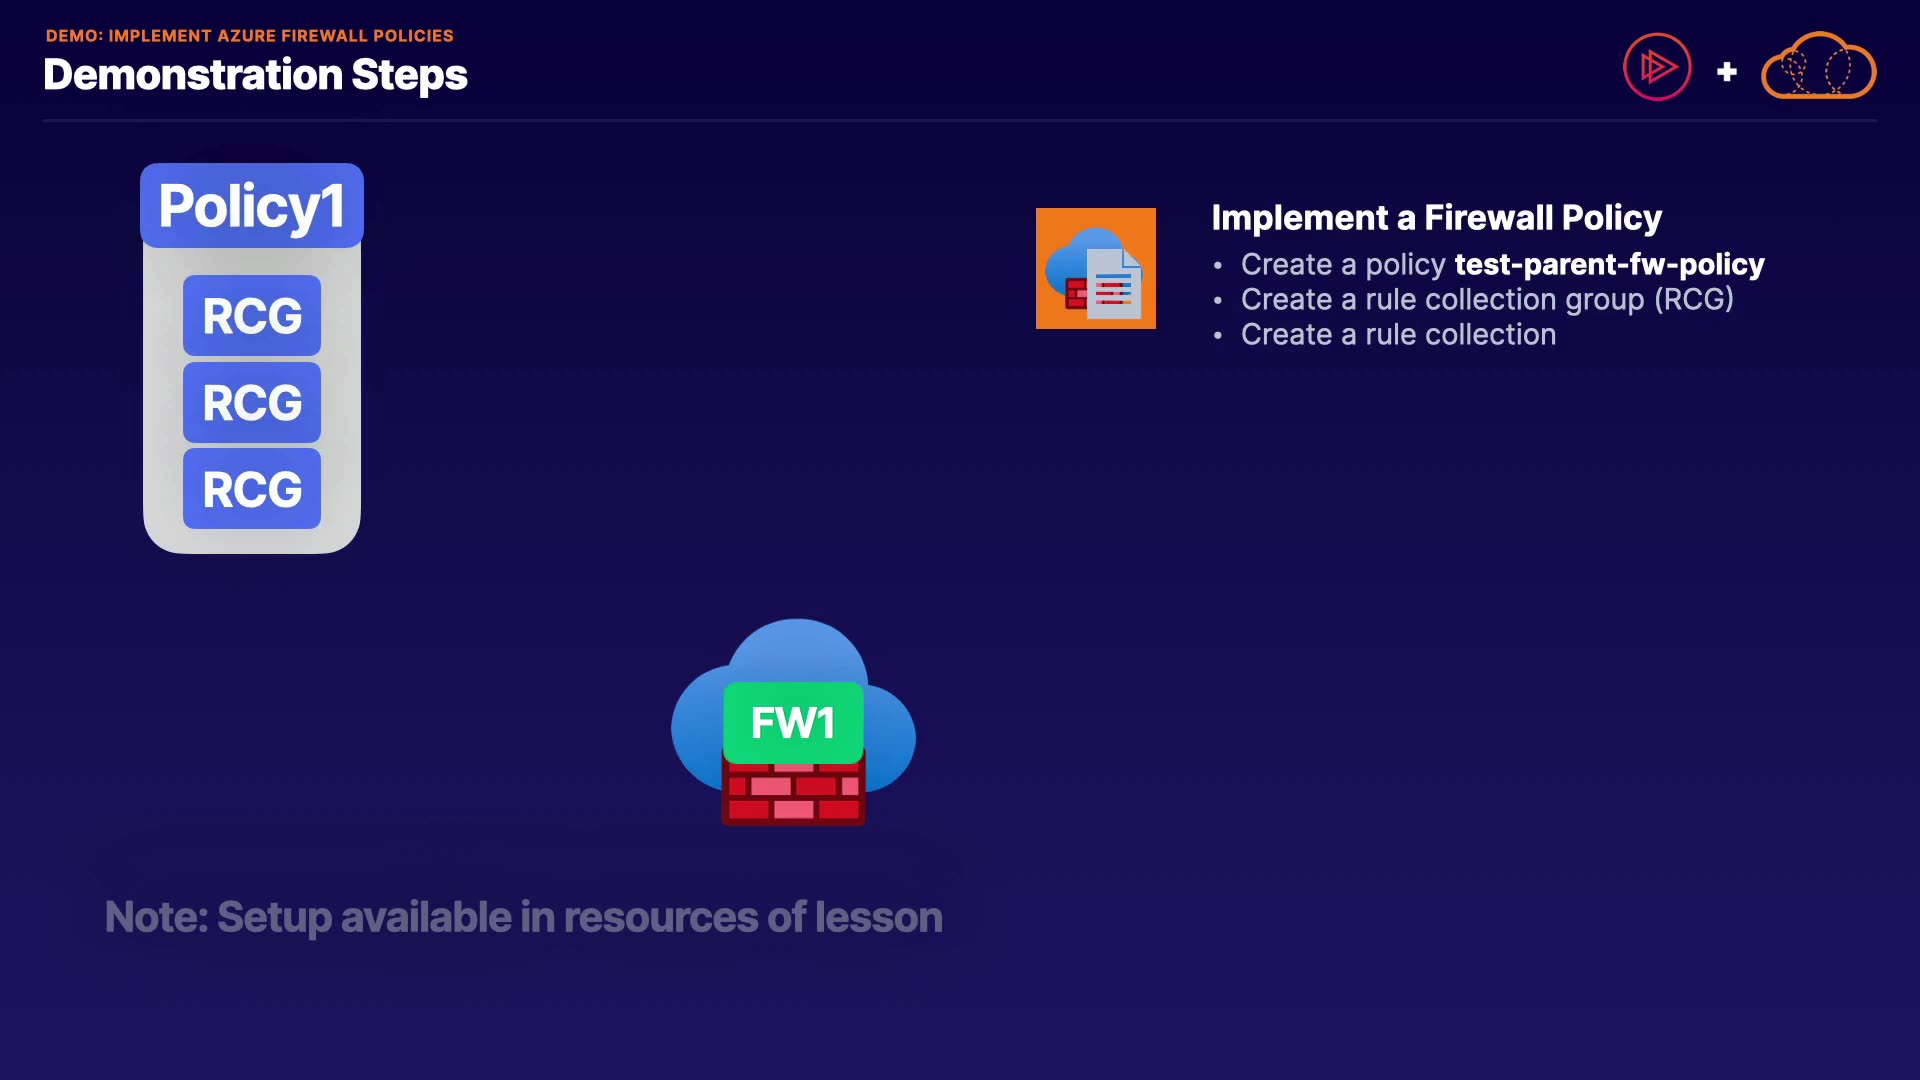 DEMO: IMPLEMENT AZURE FIREWALL POLICIES
Demonstration Steps
Policy1
RCG
RCG
RCG
Implement a Firewall Policy
• Create a policy test-parent-fw-policy
• Create a rule collection group (RCG)
• Create a rule collection
FW1
Note: Setup available in resources of lesson